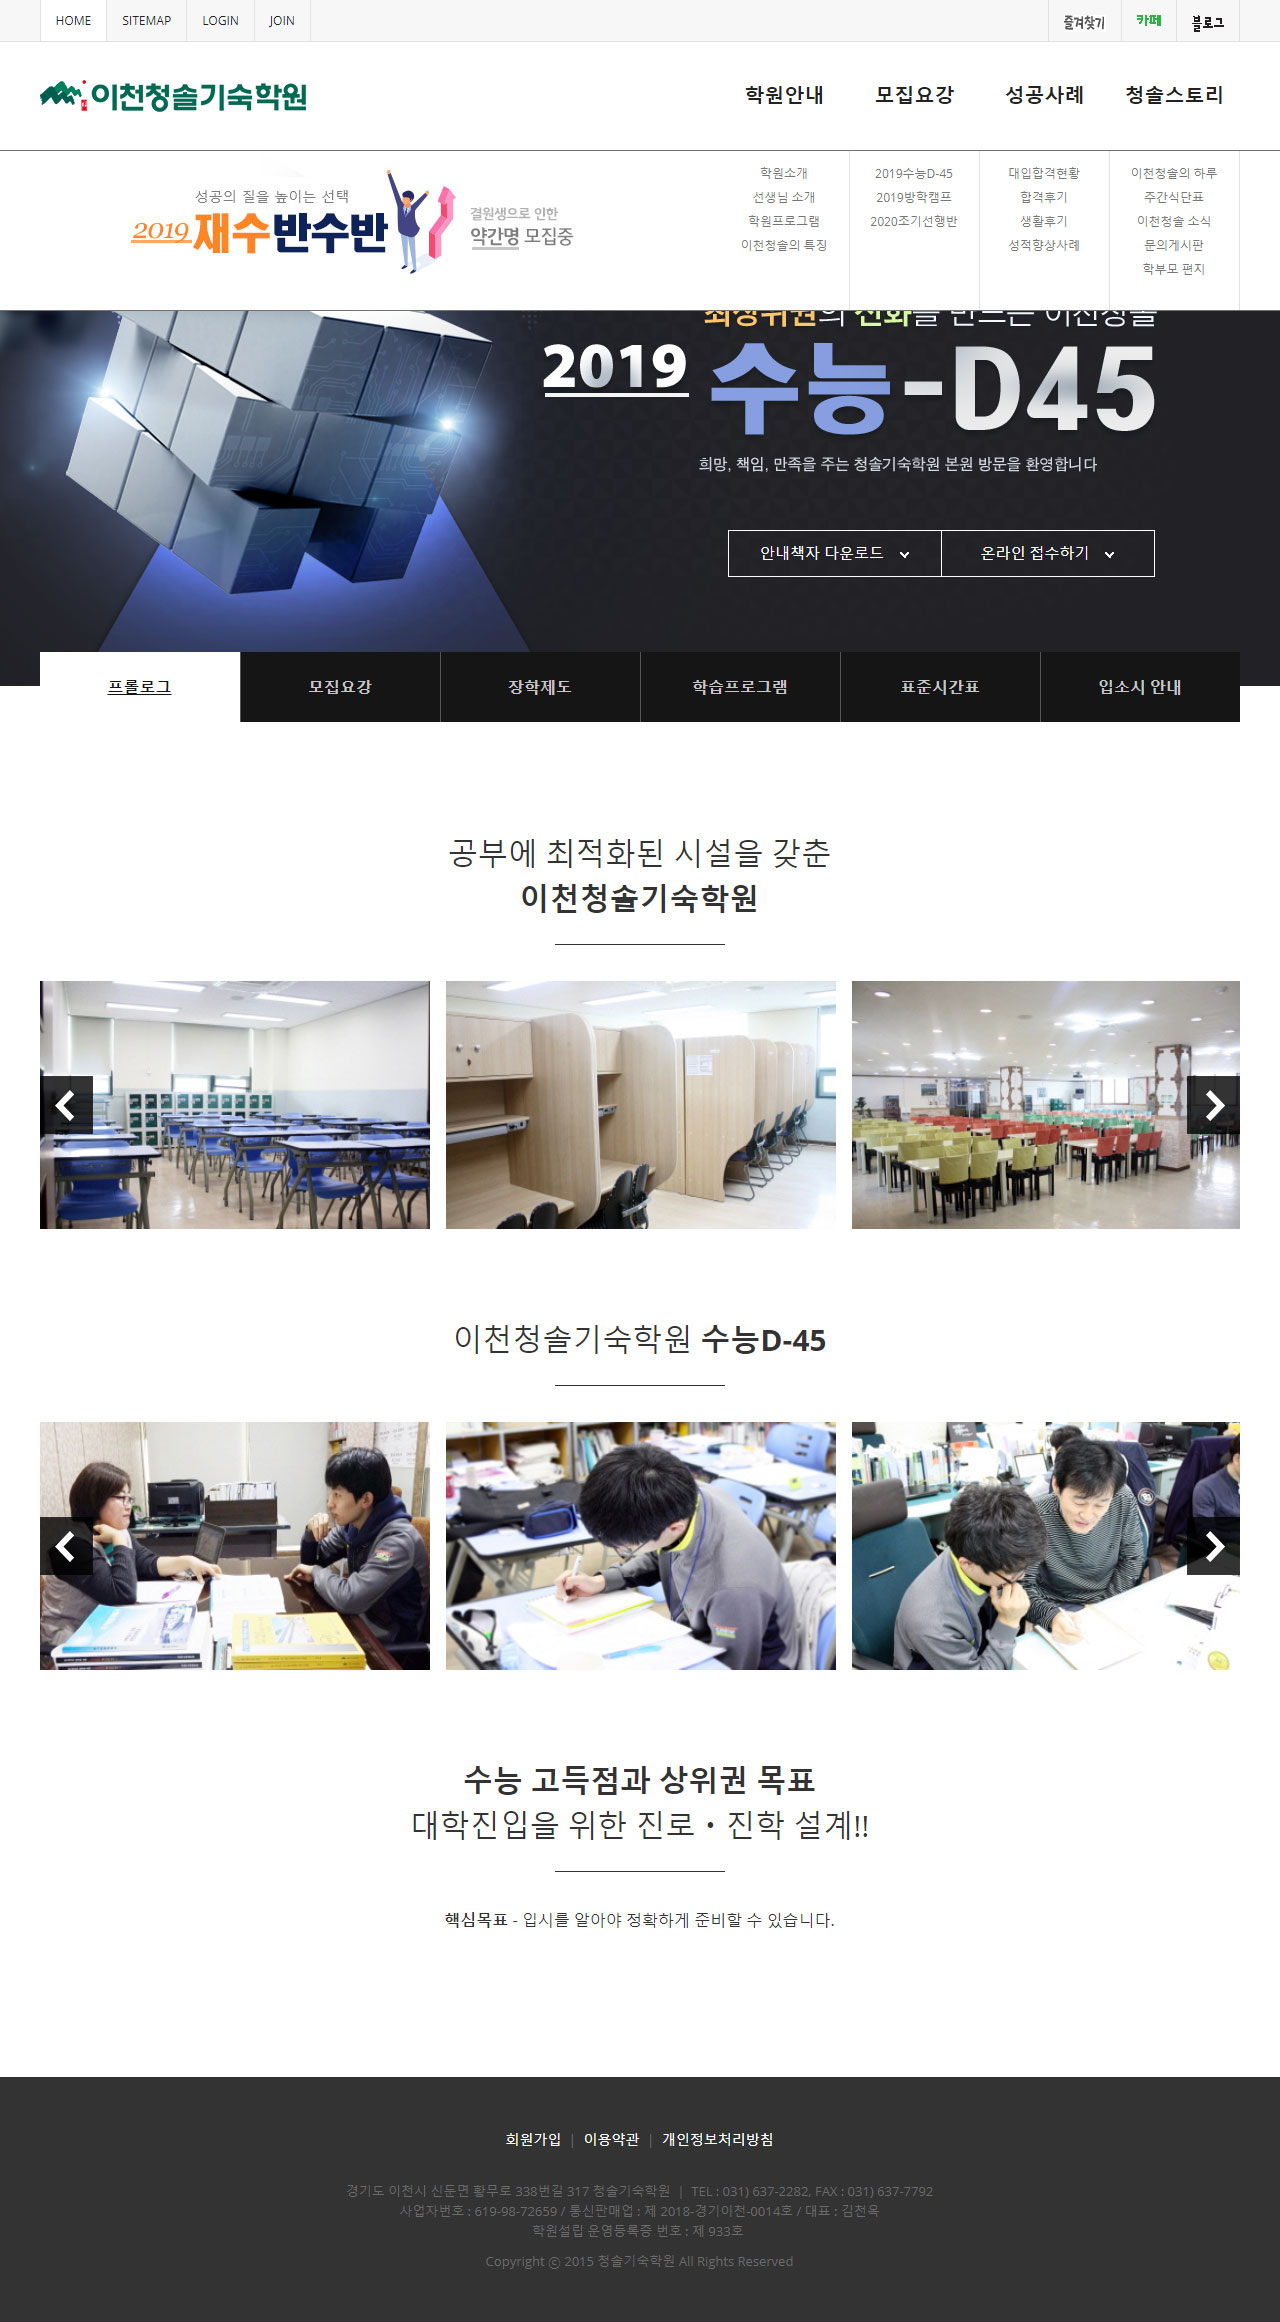 HOME
SITEMAP
LOGIN
JOIN
즐겨찾기
카페
블로그
이천청솔기숙학원
학원안내
모집요강
성공사례
청솔스토리
성공의 질을 높이는 선택
2019 재수반수반
결원생으로 인한
약간명 모집중
학원소개
선생님 소개
학원프로그램
이천청솔의 특징
2019수능D-45
2019방학캠프
2020조기선행반
대입합격현황
합격후기
생활후기
성적향상사례
이천청솔의 하루
주간식단표
이천청솔 소식
문의게시판
학부모 편지
최상위권의 진화를 만드는 이천청솔
2019 수능-D45
희망, 책임, 만족을 주는 청솔기숙학원 본원 방문을 환영합니다
안내책자 다운로드
온라인 접수하기
프롤로그
모집요강
장학제도
학습프로그램
표준시간표
입소시 안내
공부에 최적화된 시설을 갖춘
이천청솔기숙학원
이천청솔기숙학원 수능D-45
수능 고득점과 상위권 목표
대학진입을 위한 진로・진학 설계!!
핵심목표 - 입시를 알아야 정확하게 준비할 수 있습니다.
회원가입 | 이용약관 | 개인정보처리방침
경기도 이천시 신둔면 황무로 338번길 317 청솔기숙학원 | TEL : 031) 637-2282, FAX : 031) 637-7792
사업자번호 : 619-98-72659 / 통신판매업 : 제 2018-경기이천-0014호 / 대표 : 김천옥
학원설립 운영등록증 번호 : 제 933호
Copyright ⓒ 2015 청솔기숙학원 All Rights Reserved